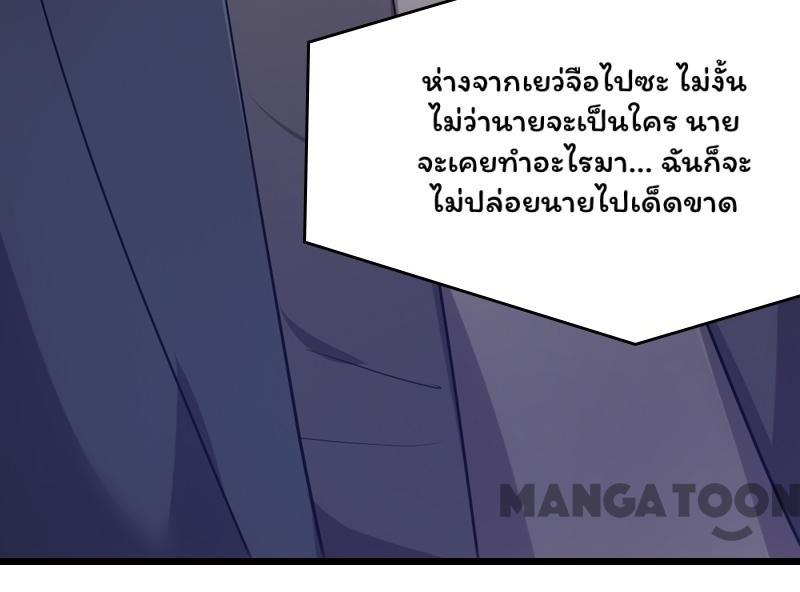 ห่างจากเยว่จือไปซะ ไม่งั้น
ไม่ว่านายจะเป็นใคร นาย
จะเคยทำอะไรมา... ฉันก็จะ
ไม่ปล่อยนายไปเด็ดขาด
MANGATOON